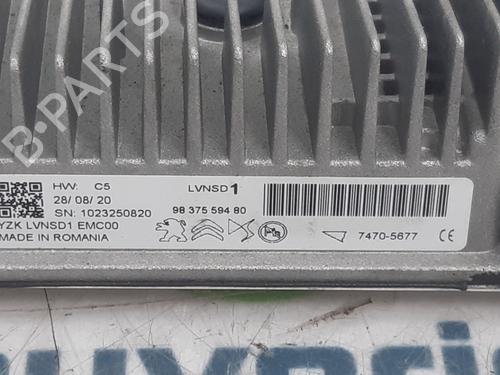 HW: C5
LVNSD1
28/08/20
SN: 1023250820
98 375 594 80
YZK LVNSD1 EMC00
MADE IN ROMANIA
7470-5677
CE
B-PARTS